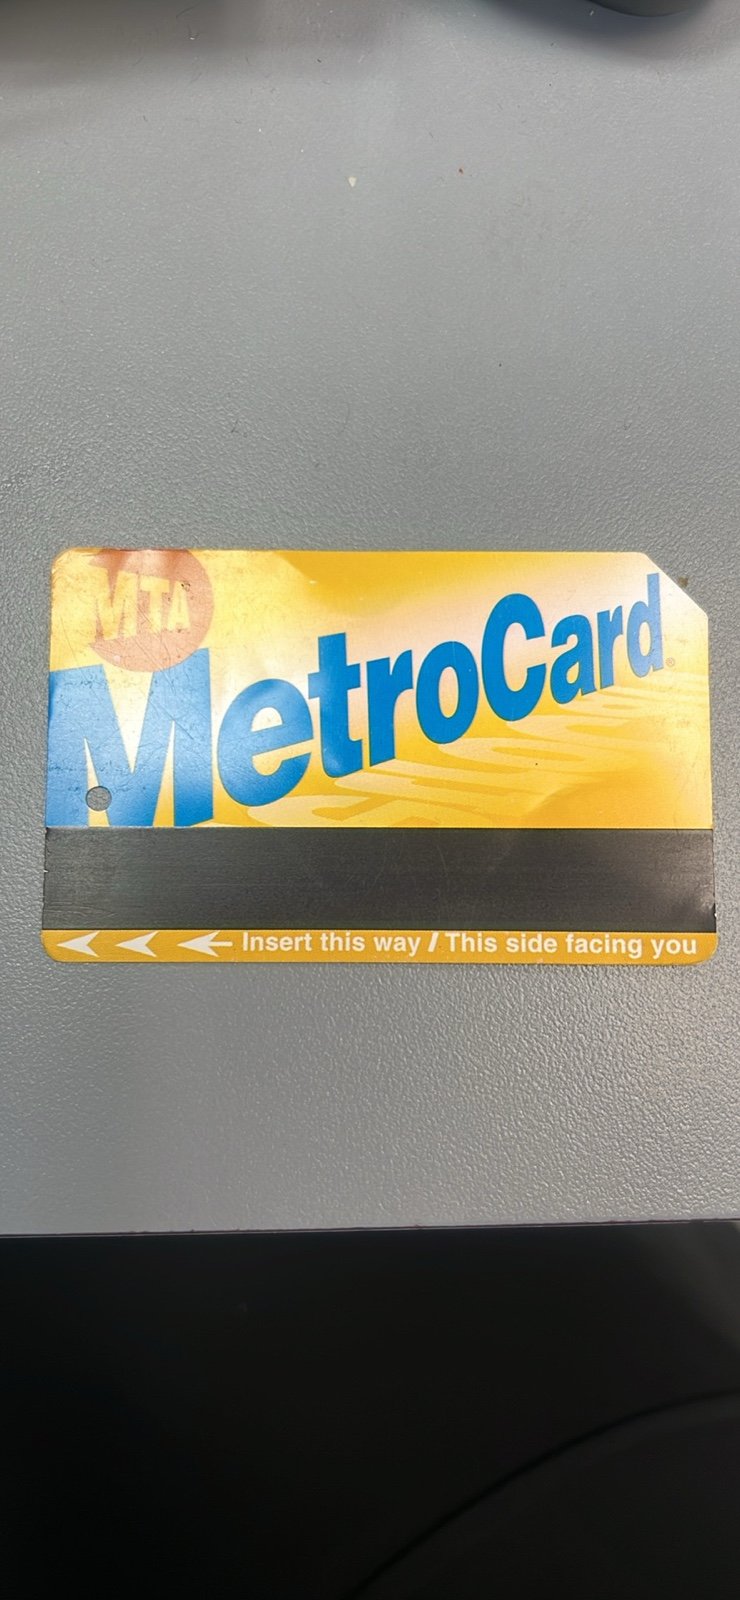 MTA
MetroCard®
Insert this way / This side facing you